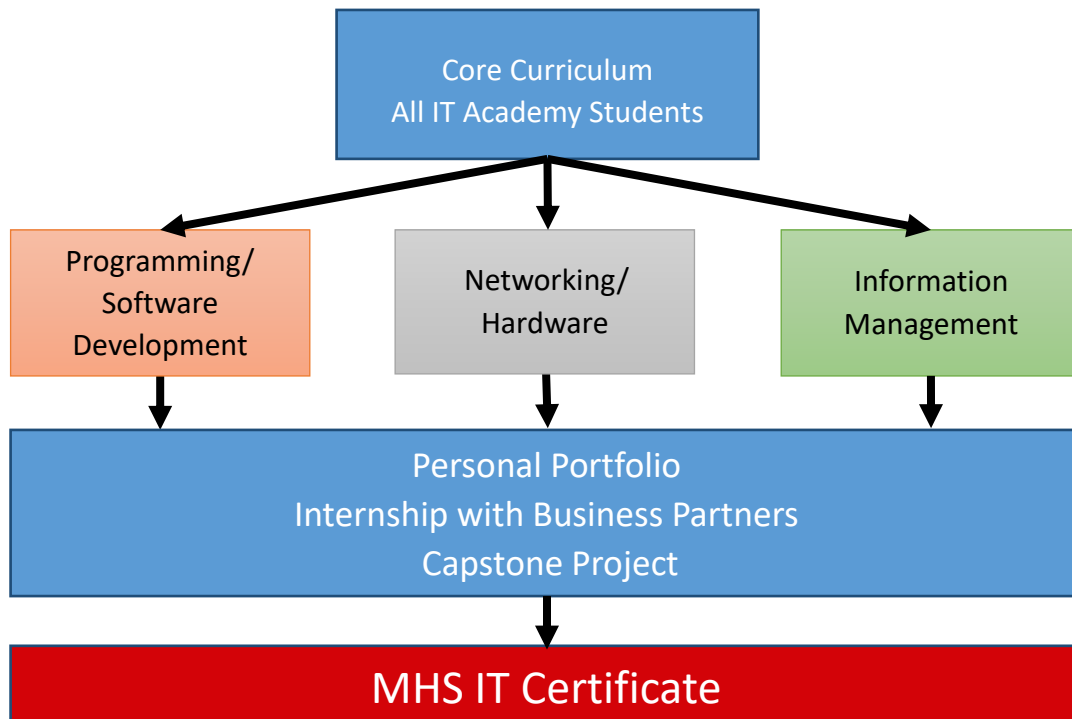 Core Curriculum
All IT Academy Students
Programming/
Software
Development
Networking/
Hardware
Information
Management
Personal Portfolio
Internship with Business Partners
Capstone Project
MHS IT Certificate